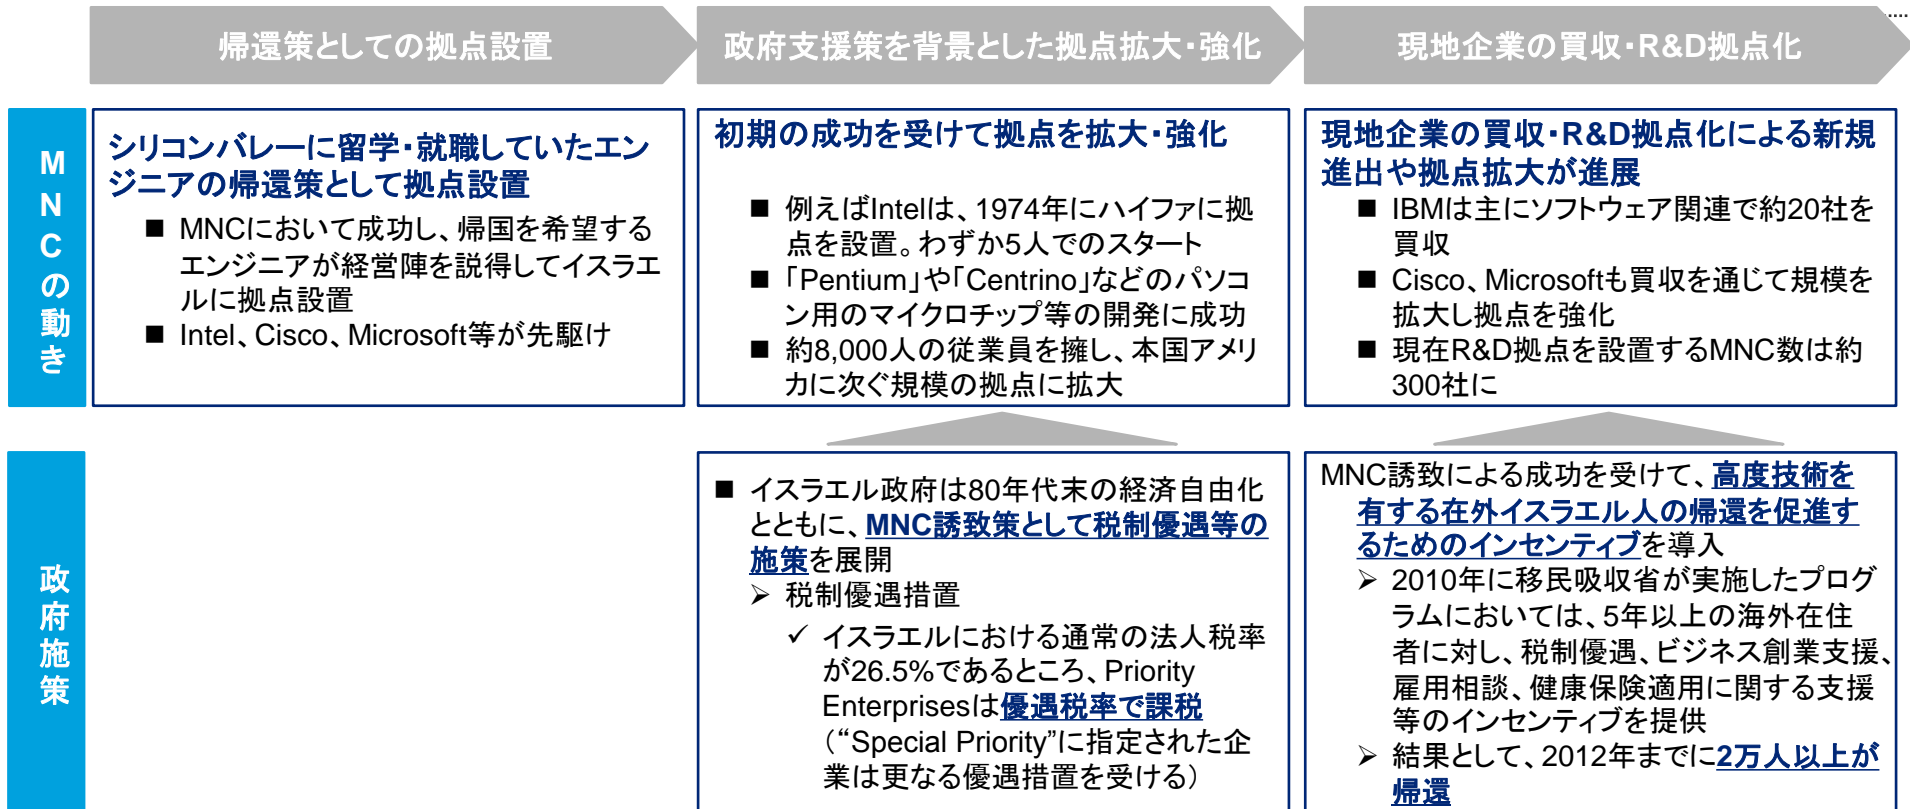 帰還策としての拠点設置
政府支援策を背景とした拠点拡大・強化
現地企業の買収・R&D拠点化
MNCの動き
シリコンバレーに留学・就職していたエン
ジニアの帰還策として拠点設置
■ MNCにおいて成功し、帰国を希望する
エンジニアが経営陣を説得してイスラエ
ルに拠点設置
■ Intel、Cisco、Microsoft等が先駆け
初期の成功を受けて拠点を拡大・強化
■ 例えばIntelは、1974年にハイファに拠
点を設置。わずか5人でのスタート
■ 「Pentium」や「Centrino」などのパソコ
ン用のマイクロチップ等の開発に成功
■ 約8,000人の従業員を擁し、本国アメリ
カに次ぐ規模の拠点に拡大
現地企業の買収・R&D拠点化による新規
進出や拠点拡大が進展
■ IBMは主にソフトウェア関連で約20社を
買収
■ Cisco、Microsoftも買収を通じて規模を
拡大し拠点を強化
■ 現在R&D拠点を設置するMNC数は約
300社に
政府施策
■ イスラエル政府は80年代末の経済自由化
とともに、MNC誘致策として税制優遇等の
施策を展開
➢ 税制優遇措置
✓ イスラエルにおける通常の法人税率
が26.5%であるところ、Priority
Enterprisesは優遇税率で課税
（“Special Priority”に指定された企
業は更なる優遇措置を受ける）
MNC誘致による成功を受けて、高度技術を
有する在外イスラエル人の帰還を促進す
るためのインセンティブを導入
➢ 2010年に移民吸収省が実施したプログ
ラムにおいては、5年以上の海外在住
者に対し、税制優遇、ビジネス創業支援、
雇用相談、健康保険適用に関する支援
等のインセンティブを提供
➢ 結果として、2012年までに2万人以上が
帰還